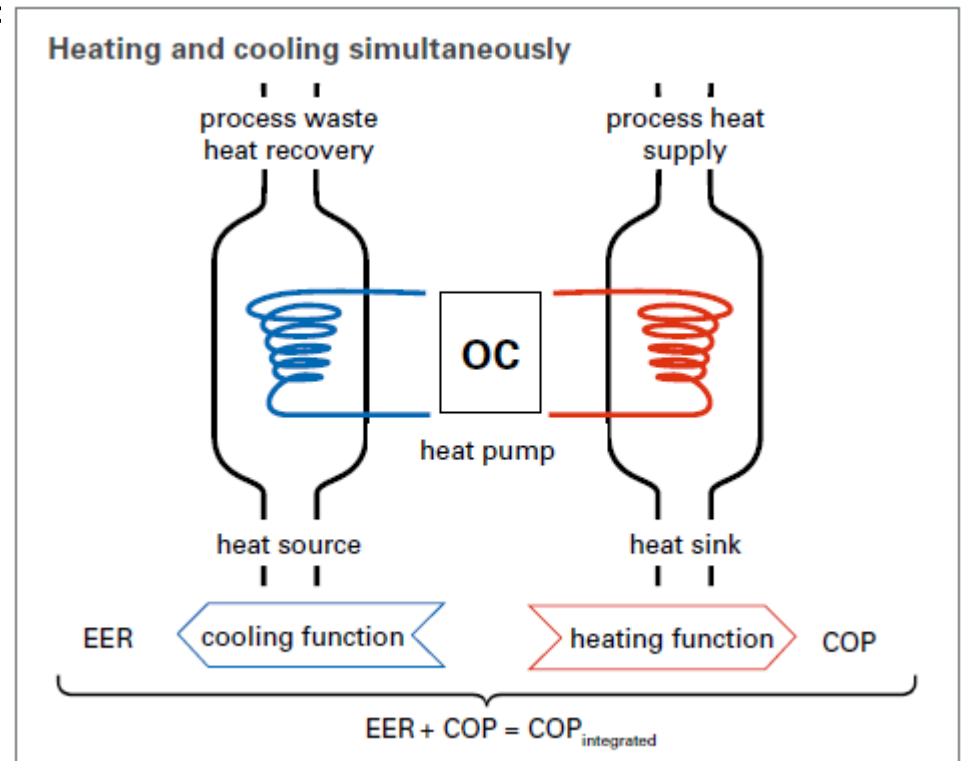 Heating and cooling simultaneously
process waste
heat recovery
process heat
supply
OC
heat pump
heat source
heat sink
EER
cooling function
heating function
COP
EER + COP = COPintegrated